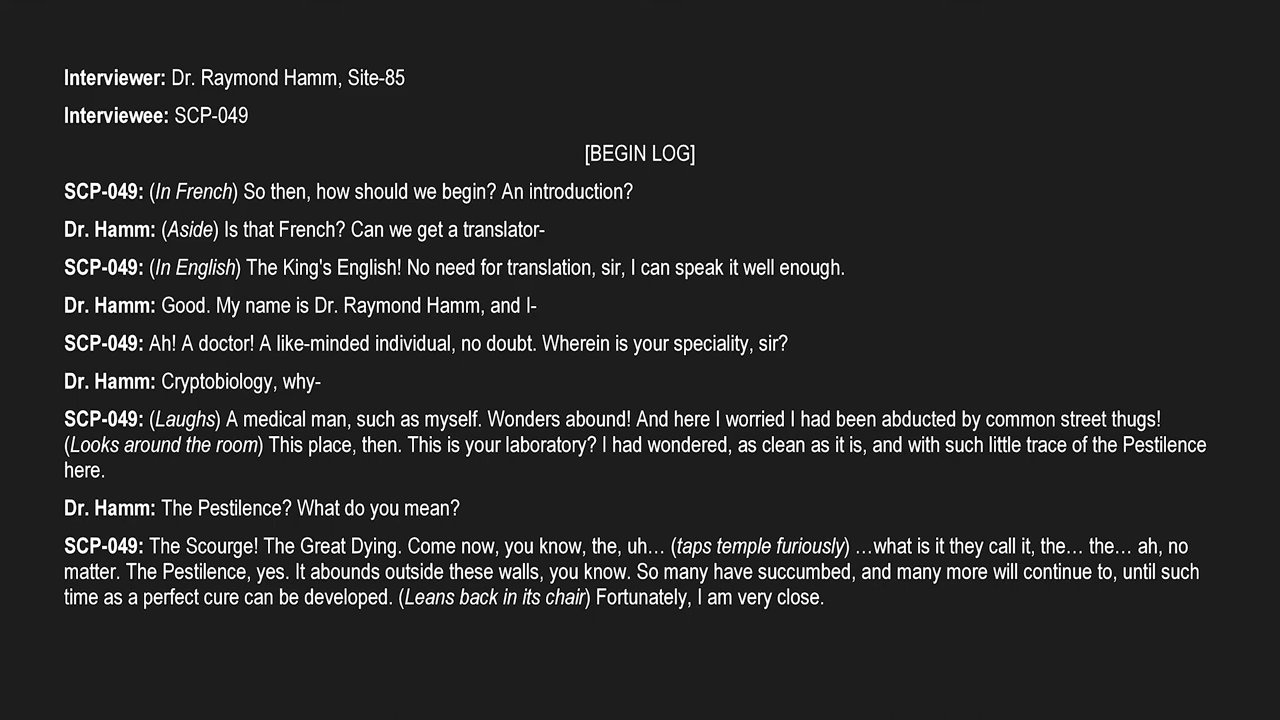 Interviewer: Dr. Raymond Hamm, Site-85
Interviewee: SCP-049
[BEGIN LOG]
SCP-049: (In French) So then, how should we begin? An introduction?
Dr. Hamm: (Aside) Is that French? Can we get a translator-
SCP-049: (In English) The King's English! No need for translation, sir, I can speak it well enough.
Dr. Hamm: Good. My name is Dr. Raymond Hamm, and I-
SCP-049: Ah! A doctor! A like-minded individual, no doubt. Wherein is your speciality, sir?
Dr. Hamm: Cryptobiology, why-
SCP-049: (Laughs) A medical man, such as myself. Wonders abound! And here I worried I had been abducted by common street thugs!
(Looks around the room) This place, then. This is your laboratory? I had wondered, as clean as it is, and with such little trace of the Pestilence
here.
Dr. Hamm: The Pestilence? What do you mean?
SCP-049: The Scourge! The Great Dying. Come now, you know, the, uh… (taps temple furiously) …what is it they call it, the… the… ah, no
matter. The Pestilence, yes. It abounds outside these walls, you know. So many have succumbed, and many more will continue to, until such
time as a perfect cure can be developed. (Leans back in its chair) Fortunately, I am very close.